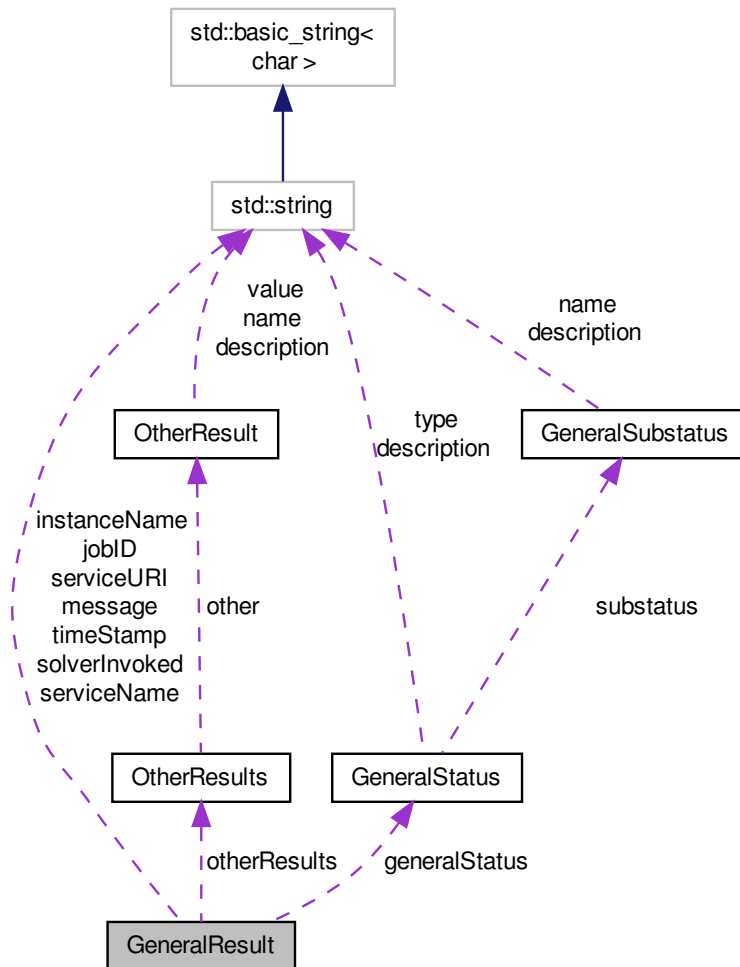 std::basic_string<
char >
std::string
value
name
description
name
description
type
description
OtherResult
GeneralSubstatus
instanceName
jobID
serviceURI
message
timeStamp
solverInvoked
serviceName
other
substatus
OtherResults
GeneralStatus
otherResults
generalStatus
GeneralResult